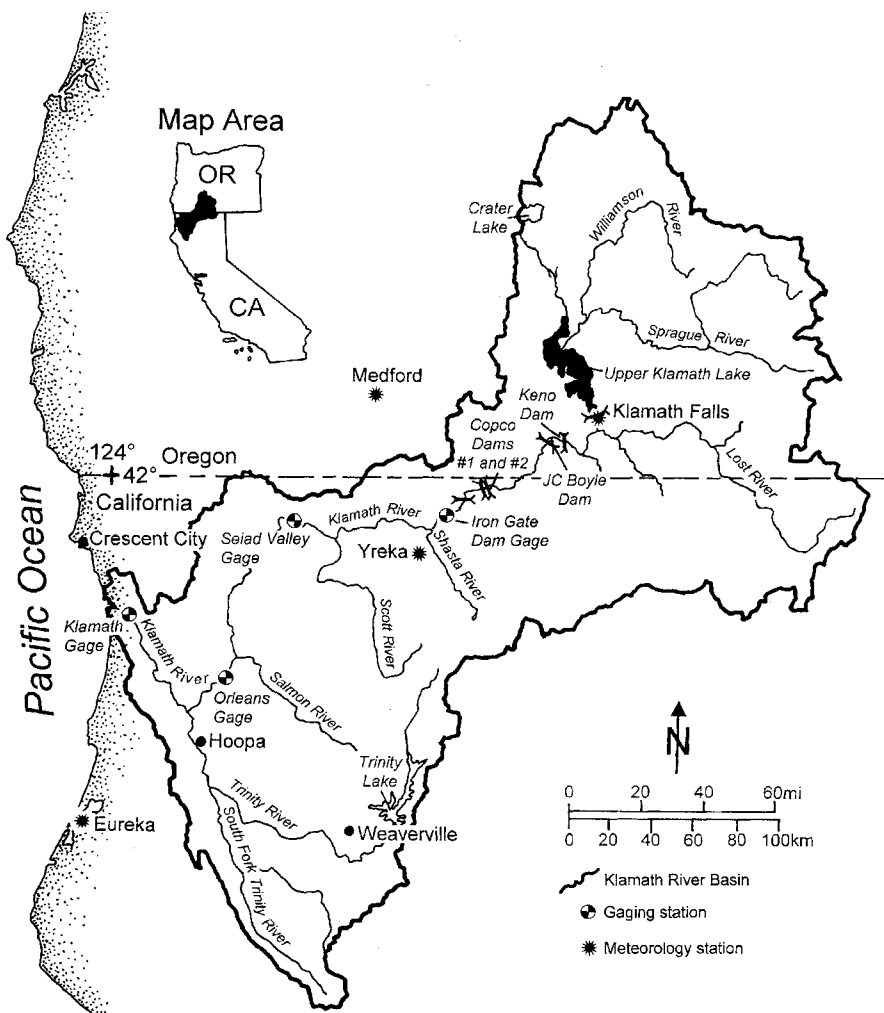 Map Area
OR
CA
Crater
Lake
Williamson
River
Sprague River
Upper Klamath Lake
Medford
Keno
Dam
Klamath Falls
Copco
Dams
#1 and #2
JC Boyle
Dam
Lost River
124°
42°
Oregon
California
Crescent City
Pacific Ocean
Seiad Valley
Gage
Klamath River
Iron Gate
Dam Gage
Yreka
Shasta River
Scott River
Klamath
Gage
Klamath River
Orleans
Gage
Salmon River
Hoopa
Trinity
Lake
Trinity River
Weaverville
South Fork Trinity River
Eureka
N
0 20 40 60mi
0 20 40 60 80 100km
Klamath River Basin
Gaging station
Meteorology station